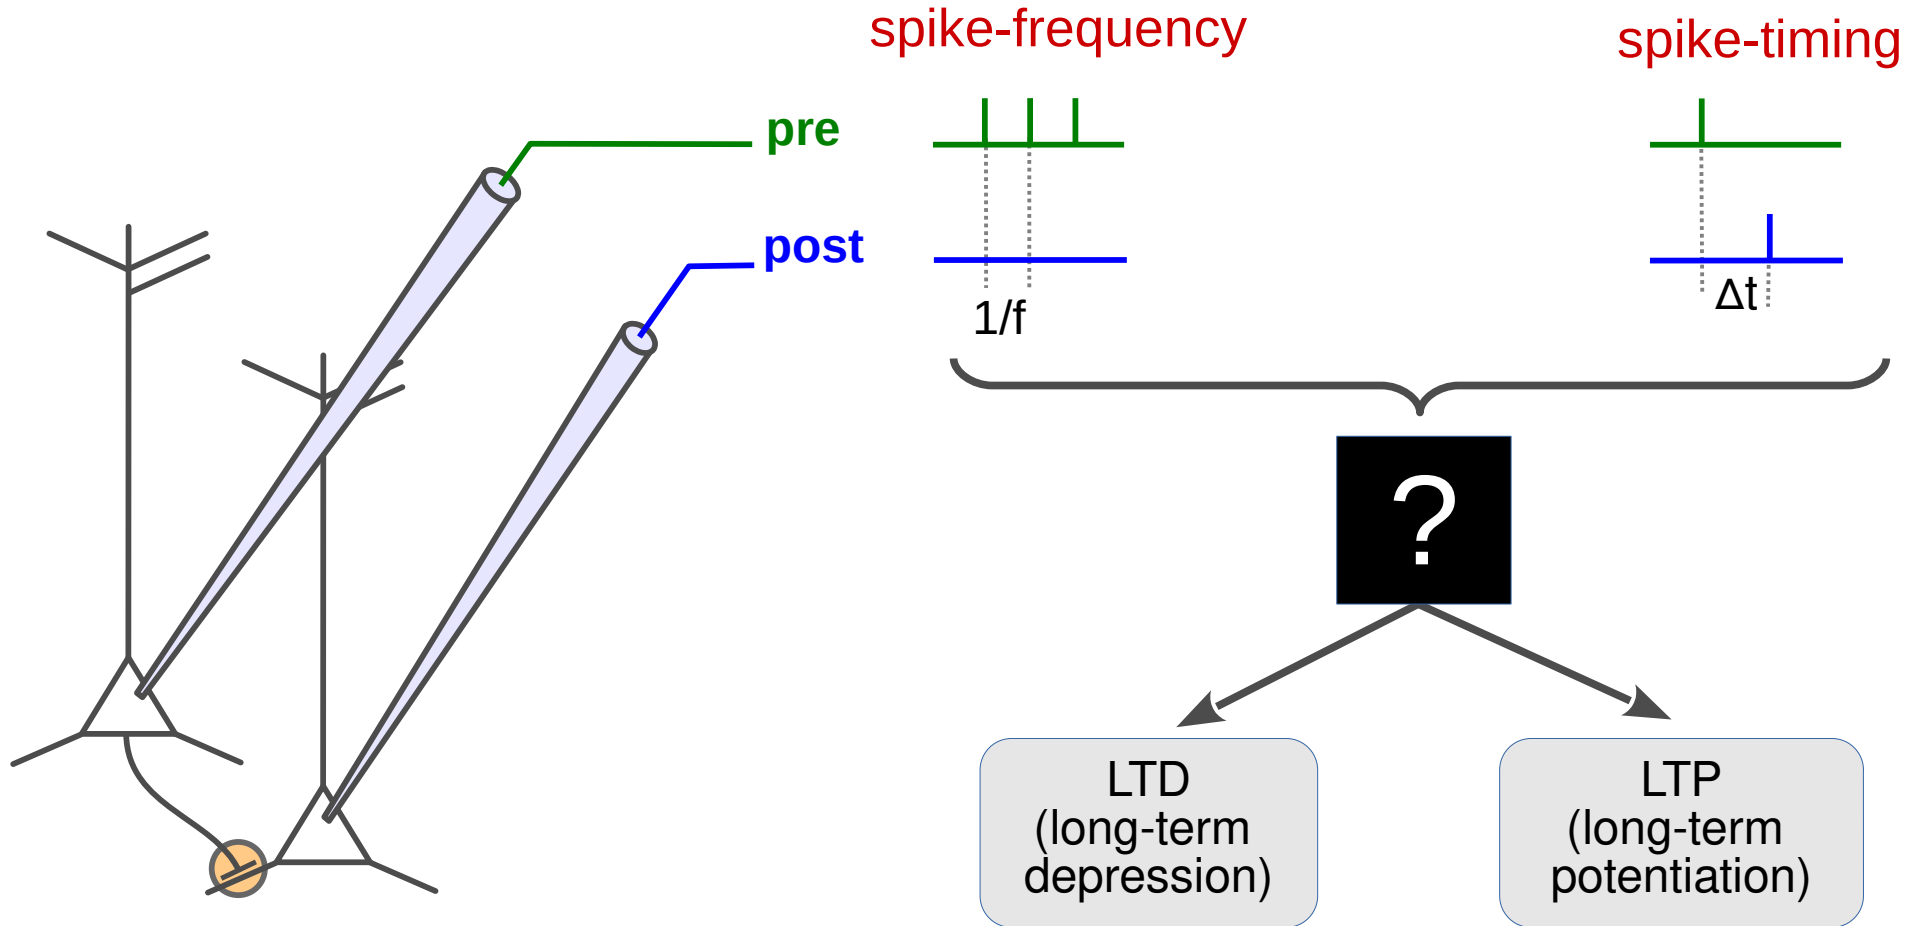 spike-frequency
spike-timing
pre
post
1/f
Δt
?
LTD
(long-term
depression)
LTP
(long-term
potentiation)